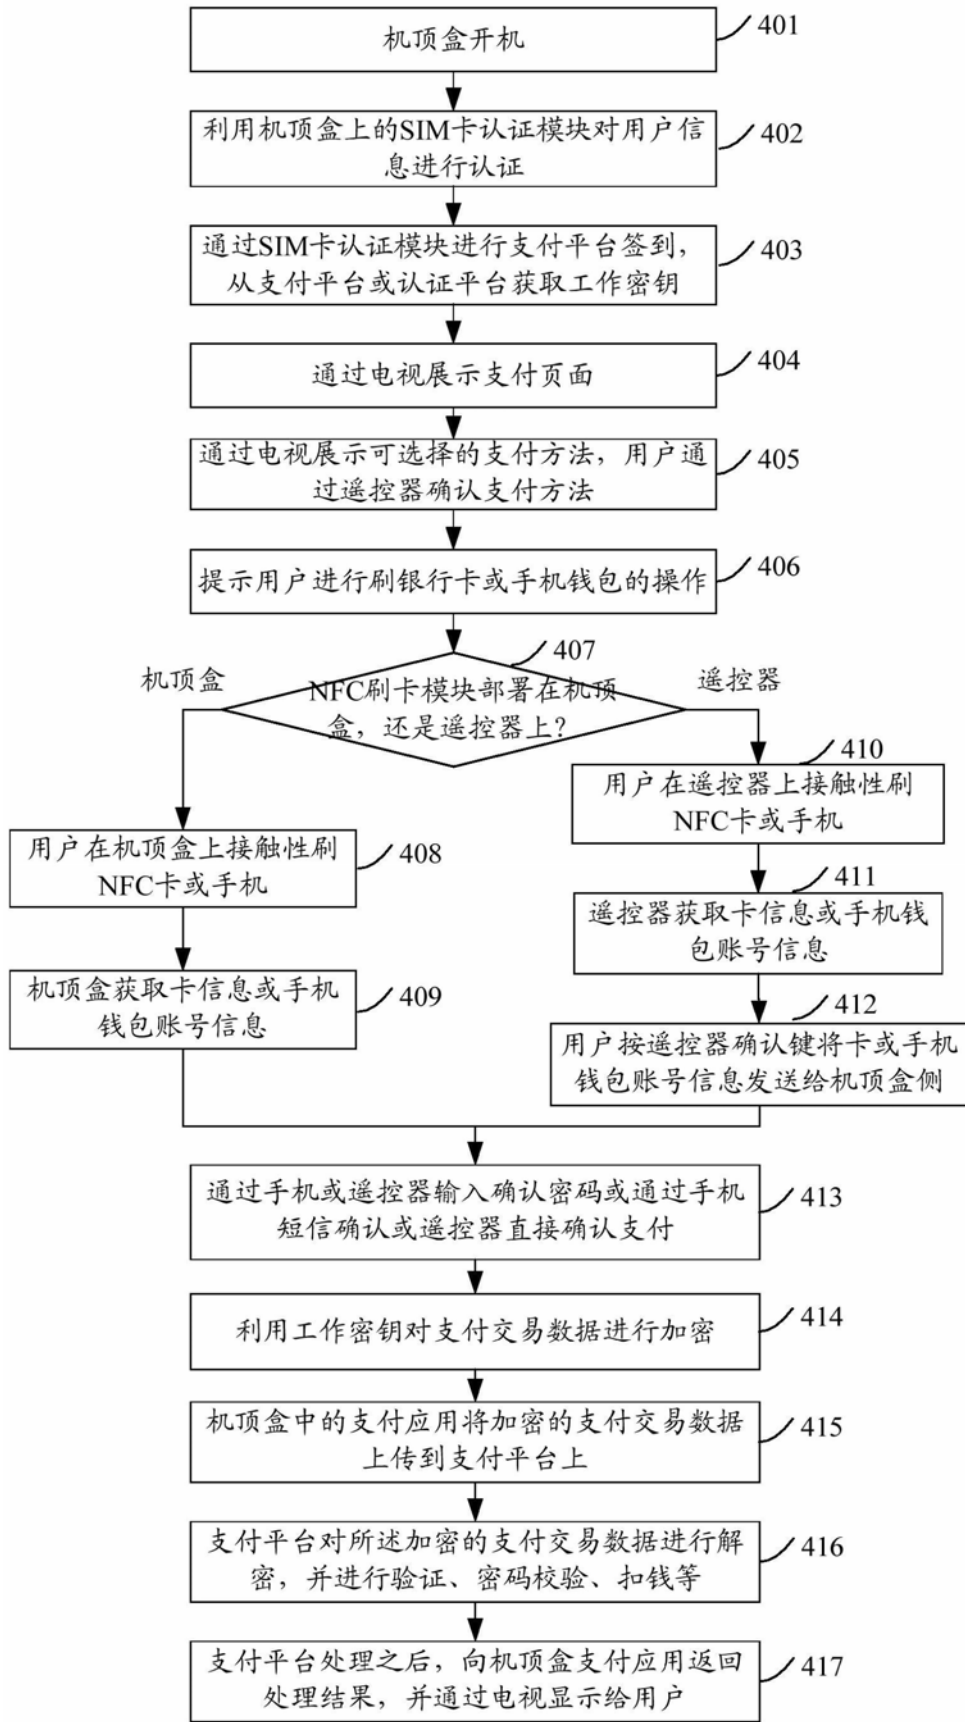 机顶盒开机
401
利用机顶盒上的SIM卡认证模块对用户信
息进行认证
402
通过SIM卡认证模块进行支付平台签到,
从支付平台或认证平台获取工作密钥
403
通过电视展示支付页面
404
通过电视展示可选择的支付方法，用户通
过遥控器确认支付方法
405
提示用户进行刷银行卡或手机钱包的操作
406
407
机顶盒
NFC刷卡模块部署在机顶
盒，还是遥控器上?
遥控器
用户在机顶盒上接触性刷
NFC卡或手机
408
机顶盒获取卡信息或手机
钱包账号信息
409
410
用户在遥控器上接触性刷
NFC卡或手机
411
遥控器获取卡信息或手机钱
包账号信息
412
用户按遥控器确认键将卡或手机
钱包账号信息发送给机顶盒侧
通过手机或遥控器输入确认密码或通过手机
短信确认或遥控器直接确认支付
413
利用工作密钥对支付交易数据进行加密
414
机顶盒中的支付应用将加密的支付交易数据
上传到支付平台上
415
支付平台对所述加密的支付交易数据进行解
密，并进行验证、密码校验、扣钱等
416
支付平台处理之后，向机顶盒支付应用返回
处理结果，并通过电视显示给用户
417